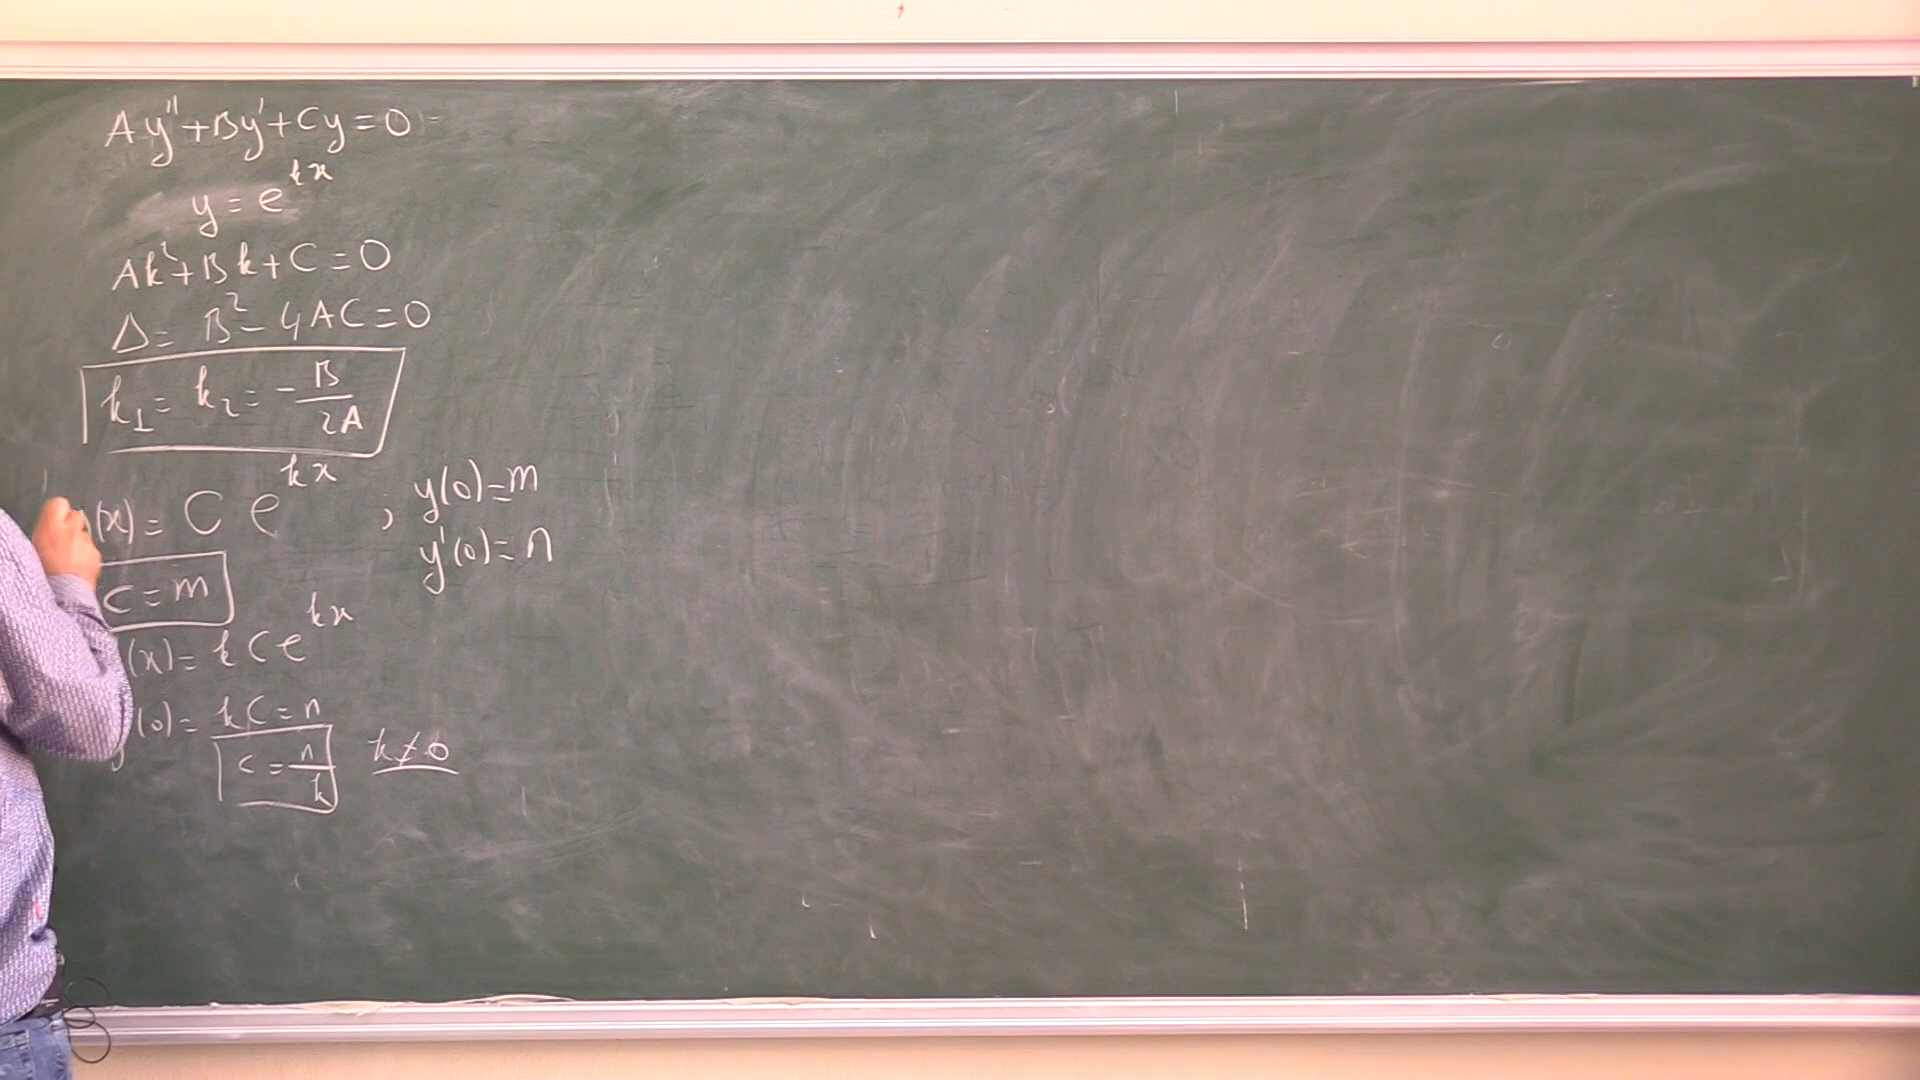 Ay''+By'+Cy=0
y=e^{kx}
Ak²+Bk+C=0
Δ= B²-4AC=0
k₁=k₂=-B/2A
(x)= C e^{kx} ; y(0)=m
y'(0)=n
C=m
(x)= kCe^{kx}
(0)= kC=n
C=n/k k≠0